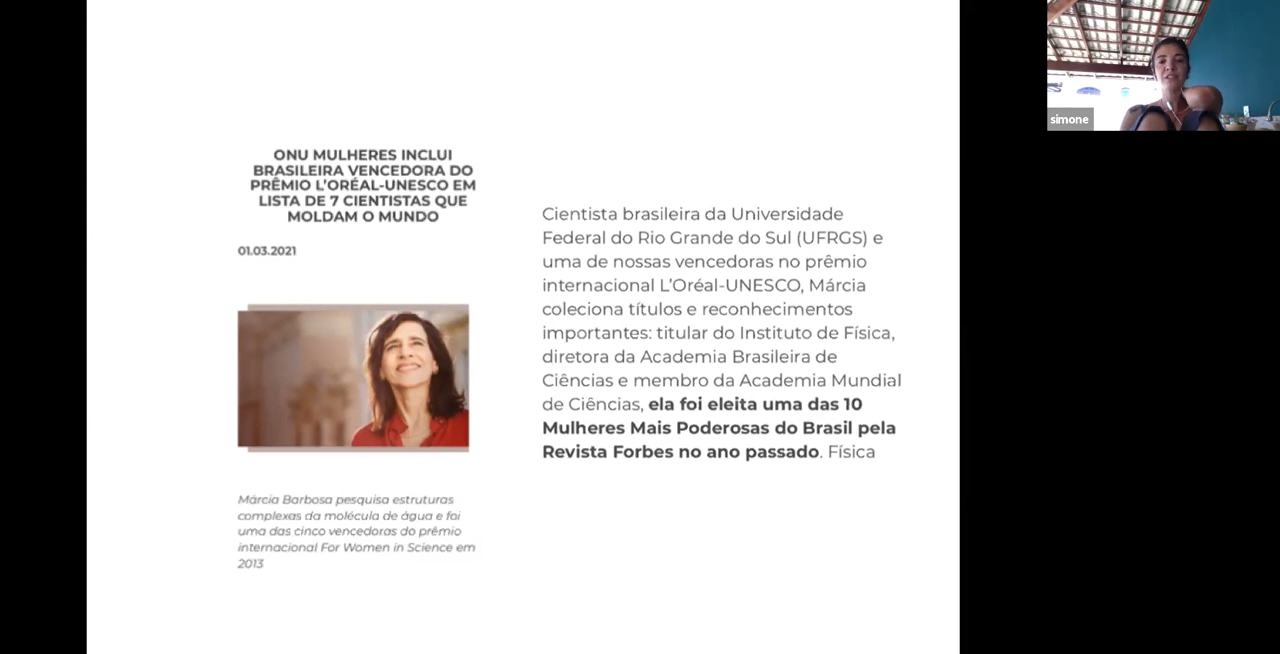 ONU MULHERES INCLUI
BRASILEIRA VENCEDORA DO
PRÊMIO L'ORÉAL-UNESCO EM
LISTA DE 7 CIENTISTAS QUE
MOLDAM O MUNDO
01.03.2021
Márcia Barbosa pesquisa estruturas
complexas da molécula de água e foi
uma das cinco vencedoras do prêmio
internacional For Women in Science em
2013
Cientista brasileira da Universidade
Federal do Rio Grande do Sul (UFRGS) e
uma de nossas vencedoras no prêmio
internacional L'Oréal-UNESCO, Márcia
coleciona títulos e reconhecimentos
importantes: titular do Instituto de Física,
diretora da Academia Brasileira de
Ciências e membro da Academia Mundial
de Ciências, ela foi eleita uma das 10
Mulheres Mais Poderosas do Brasil pela
Revista Forbes no ano passado. Física
simone